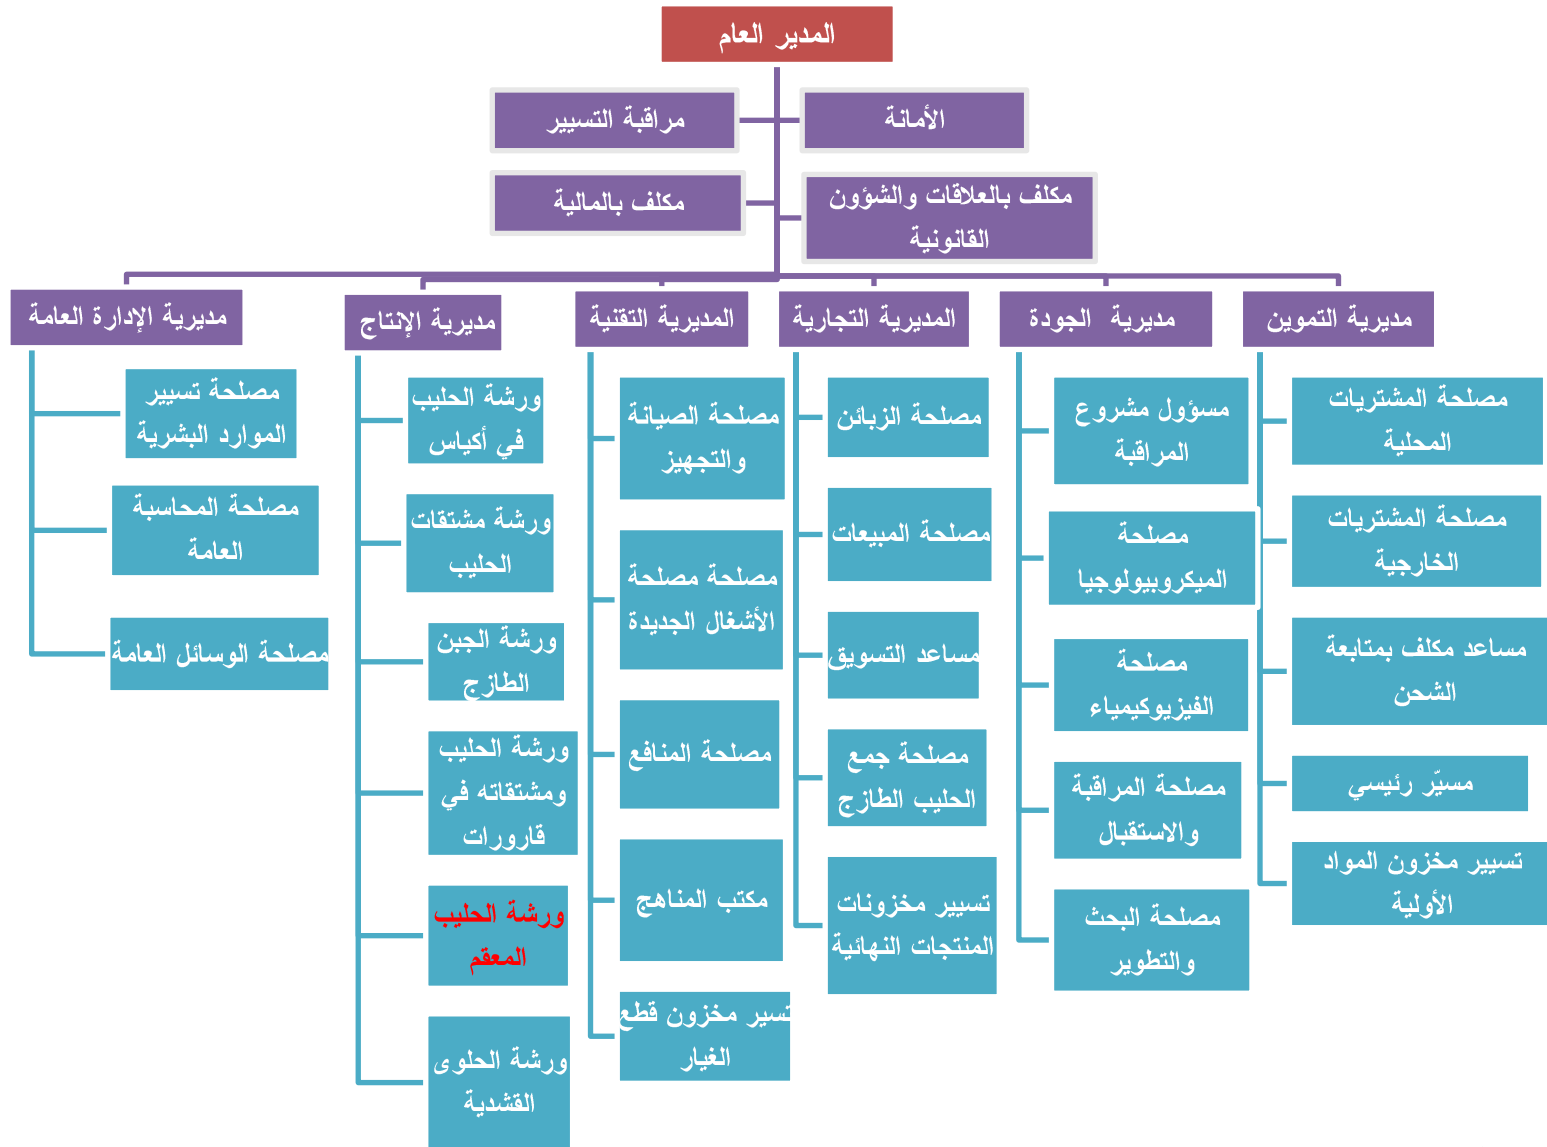 المدير العام
الأمانة
مراقبة التسيير
مكلف بالعلاقات والشؤون
القانونية
مكلف بالمالية
مديرية التموين
مصلحة المشتريات
المحلية
مصلحة المشتريات
الخارجية
مساعد مكلف بمتابعة
الشحن
مسيّر رئيسي
تسيير مخزون المواد
الأولية
مديرية الجودة
مسؤول مشروع
المراقبة
مصلحة
الميكروبيولوجيا
مصلحة
الفيزيوكيمياء
مصلحة المراقبة
والاستقبال
مصلحة البحث
والتطوير
المديرية التجارية
مصلحة الزبائن
مصلحة المبيعات
مساعد التسويق
مصلحة جمع
الحليب الطازج
تسيير مخزونات
المنتجات النهائية
المديرية التقنية
مصلحة الصيانة
والتجهيز
مصلحة مصلحة
الأشغال الجديدة
مصلحة المنافع
مكتب المناهج
تسير مخزون قطع
الغيار
مديرية الإنتاج
ورشة الحليب
في أكياس
ورشة مشتقات
الحليب
ورشة الجبن
الطازج
ورشة الحليب
ومشتقاته في
قارورات
ورشة الحليب
المعقم
ورشة الحلوى
القشدية
مديرية الإدارة العامة
مصلحة تسيير
الموارد البشرية
مصلحة المحاسبة
العامة
مصلحة الوسائل العامة